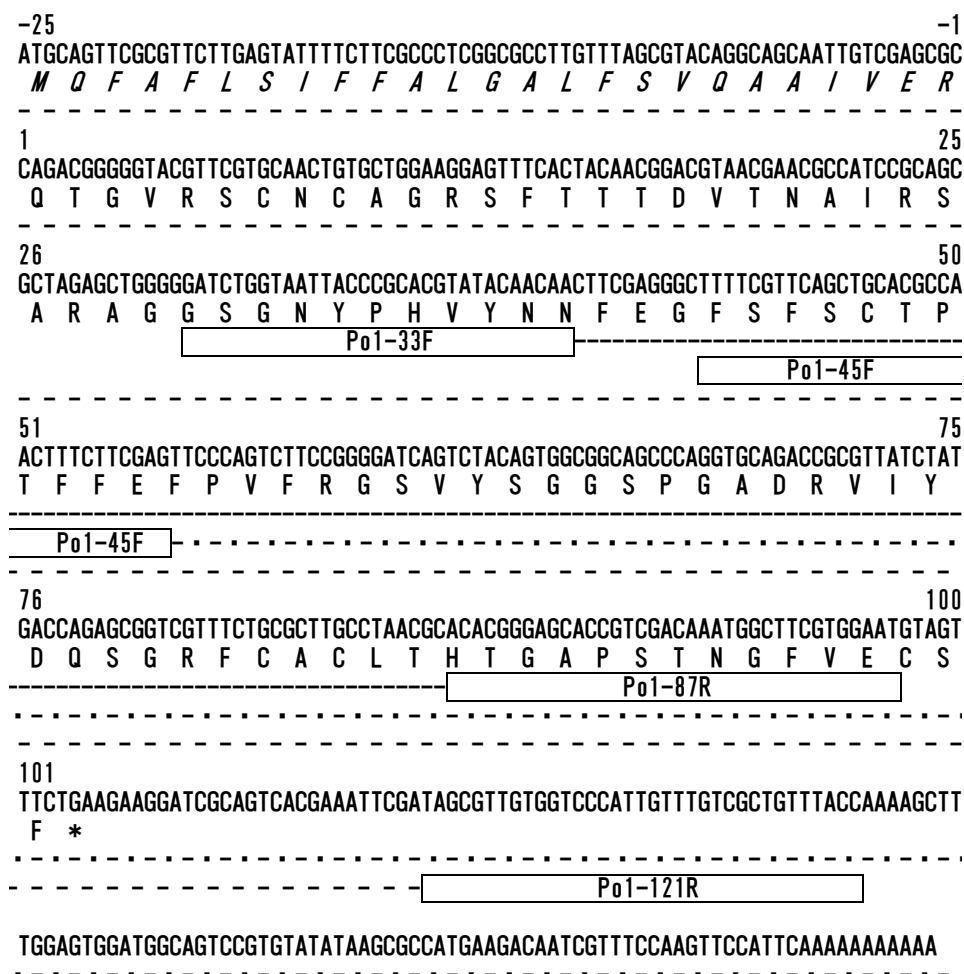 -25 -1
ATGCAGTTCGCGTTCTTGAGTATTTTCTTCGCCCTCGGCGCCTTGTTTAGCGTACAGGCAGCAATTGTCGAGCGC
M Q F A F L S I F F A L G A L F S V Q A A I V E R
1 25
CAGACGGGGGTACGTTCGTGCAACTGTGCTGGAAGGAGTTTCACTACAACGGACGTAACGAACGCCATCCGCAGC
Q T G V R S C N C A G R S F T T T D V T N A I R S
26 50
GCTAGAGCTGGGGGATCTGGTAATTACCCGCACGTATACAACAACTTCGAGGGCTTTTCGTTCAGCTGCACGCCA
A R A G G S G N Y P H V Y N N F E G F S F S C T P
Po1-33F
Po1-45F
51 75
ACTTTCTTCGAGTTCCCAGTCTTCCGGGGATCAGTCTACAGTGGCGGCAGCCCAGGTGCAGACCGCGTTATCTAT
T F F E F P V F R G S V Y S G G S P G A D R V I Y
Po1-45F
76 100
GACCAGAGCGGTCGTTTCTGCGCTTGCCTAACGCACACGGGAGCACCGTCGACAAATGGCTTCGTGGAATGTAGT
D Q S G R F C A C L T H T G A P S T N G F V E C S
Po1-87R
101
TTCTGAAGAAGGATCGCAGTCACGAAATTCGATAGCGTTGTGGTCCCATTGTTTGTCGCTGTTTACCAAAAGCTT
F *
Po1-121R
TGGAGTGGATGGCAGTCCGTGTATATAAGCGCCATGAAGACAATCGTTTCCAAGTTCCATTCAAAAAAAAAAA